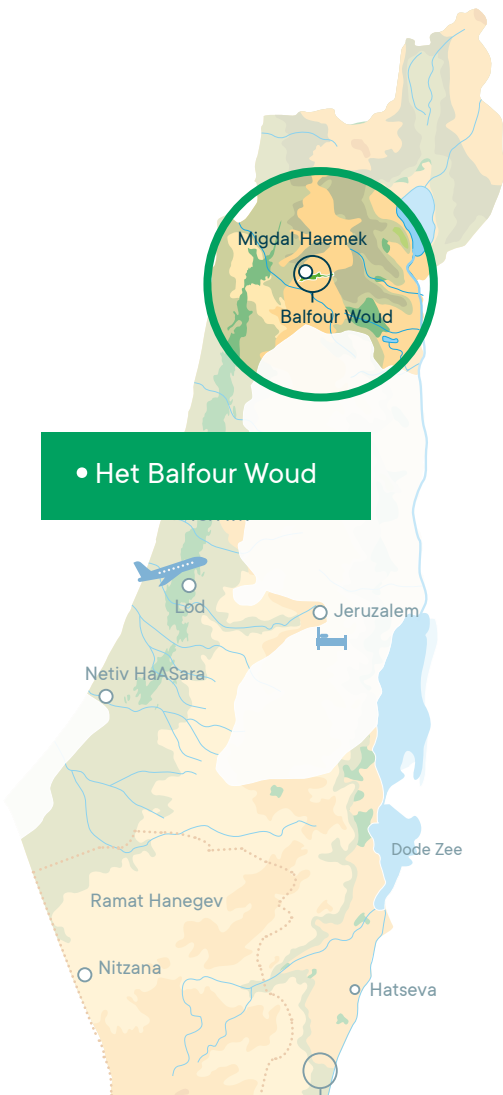 Migdal Haemek
Balfour Woud
• Het Balfour Woud
Lod
Jeruzalem
Netiv HaASara
Dode Zee
Ramat Hanegev
Nitzana
Hatseva